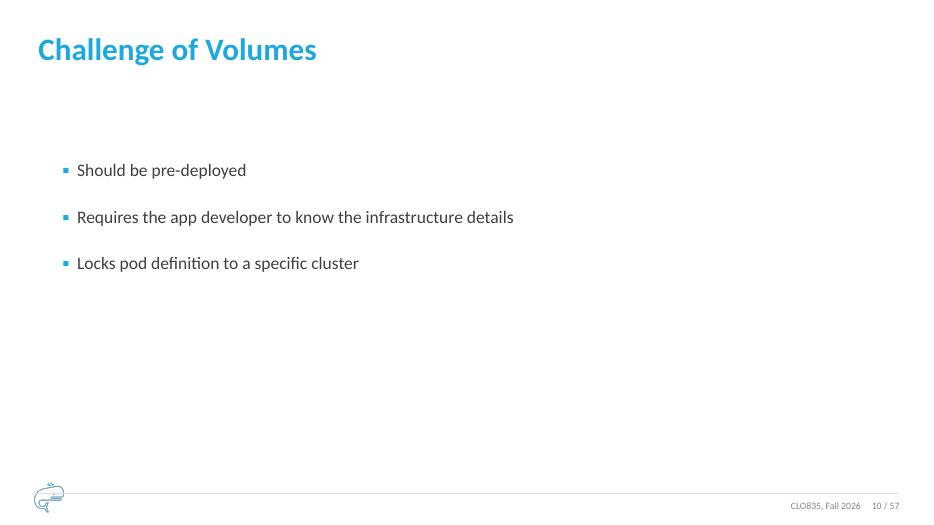 Challenge of Volumes
▪ Should be pre-deployed
▪ Requires the app developer to know the infrastructure details
▪ Locks pod definition to a specific cluster
CLO835, Fall 2026 10 / 57